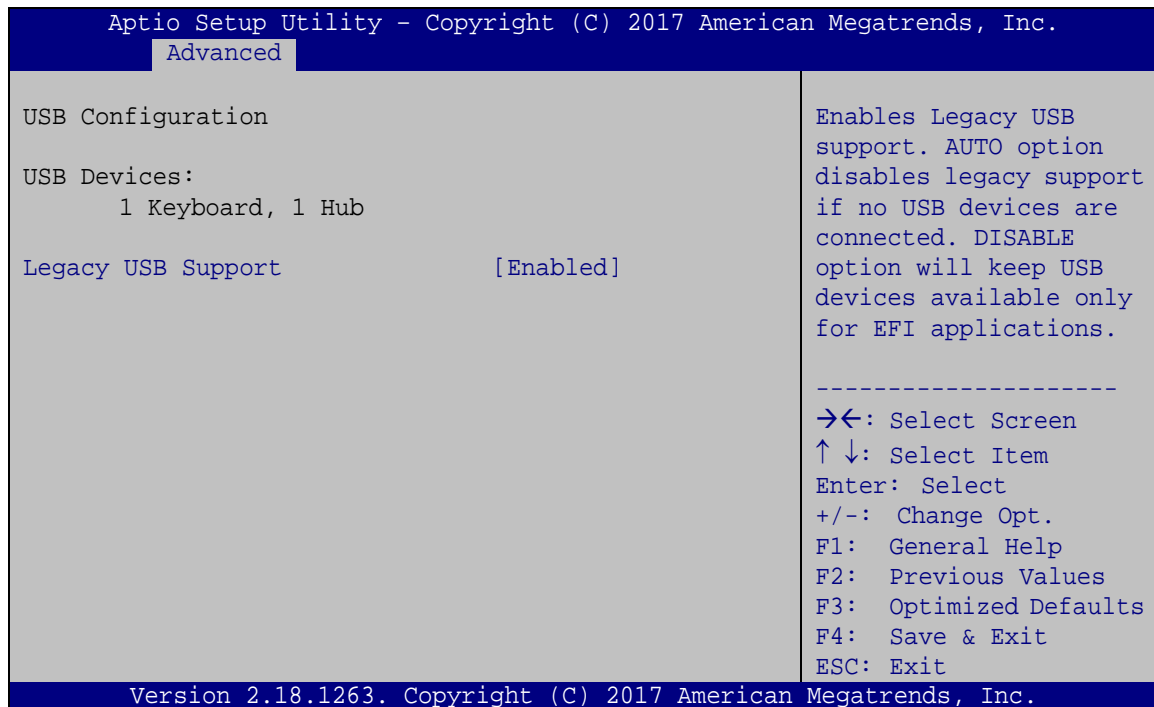 Aptio Setup Utility – Copyright (C) 2017 American Megatrends, Inc.
Advanced
USB Configuration
USB Devices:
1 Keyboard, 1 Hub
Legacy USB Support [Enabled]
Enables Legacy USB
support. AUTO option
disables legacy support
if no USB devices are
connected. DISABLE
option will keep USB
devices available only
for EFI applications.
---------------------
→←: Select Screen
↑ ↓: Select Item
Enter: Select
+/-: Change Opt.
F1: General Help
F2: Previous Values
F3: Optimized Defaults
F4: Save & Exit
ESC: Exit
Version 2.18.1263. Copyright (C) 2017 American Megatrends, Inc.